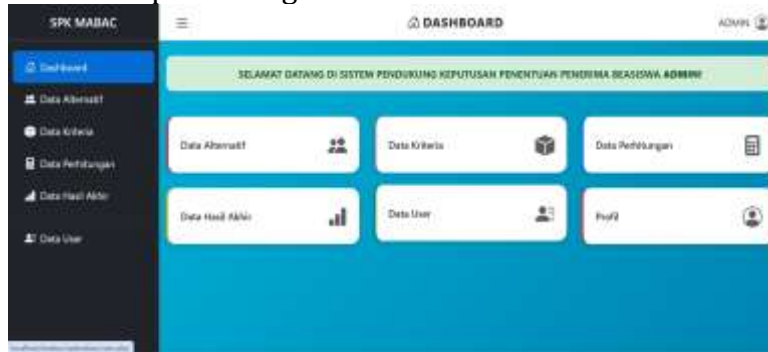 SPK MABAC
DASHBOARD
ADMIN
Dashboard
Data Alternatif
Data Kriteria
Data Perhitungan
Data Hasil Akhir
Data User
SELAMAT DATANG DI SISTEM PENDUKUNG KEPUTUSAN PENENTUAN PENERIMA BEASISWA ADMIN!
Data Alternatif
Data Kriteria
Data Perhitungan
Data Hasil Akhir
Data User
Profil